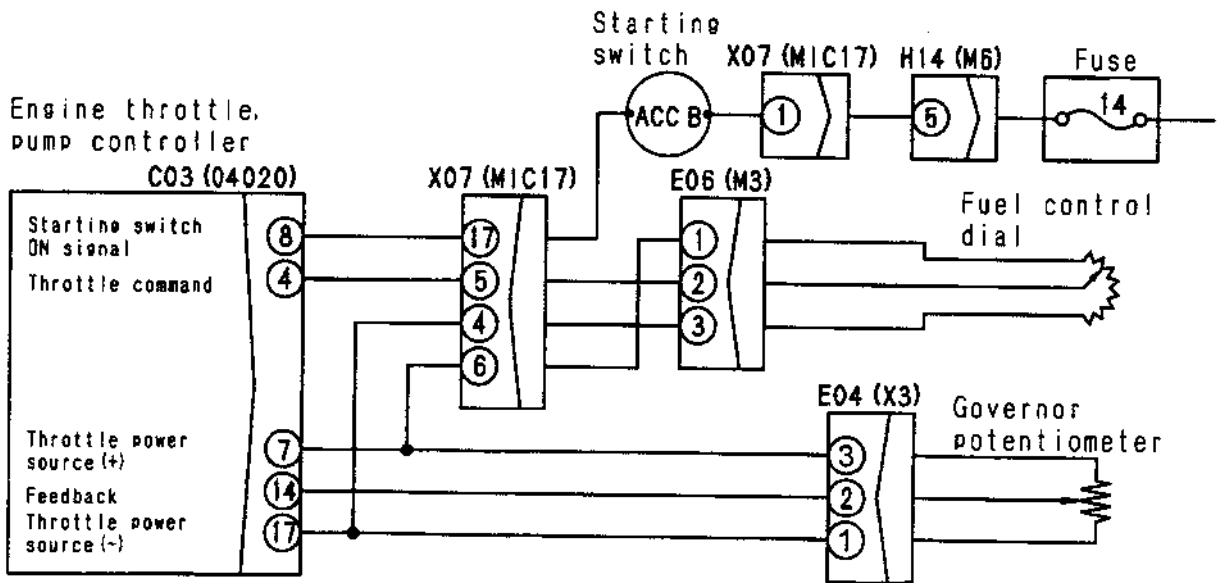 Starting
switch
X07 (MIC17)
H14 (M6)
Fuse
14
ACC B
1
5
Engine throttle,
pump controller
C03 (04020)
X07 (MIC17)
E06 (M3)
Fuel control
dial
Starting switch
ON signal
8
17
1
Throttle command
4
5
2
4
3
6
E04 (X3)
Governor
potentiometer
Throttle power
source (+)
7
3
Feedback
14
2
Throttle power
source (-)
17
1